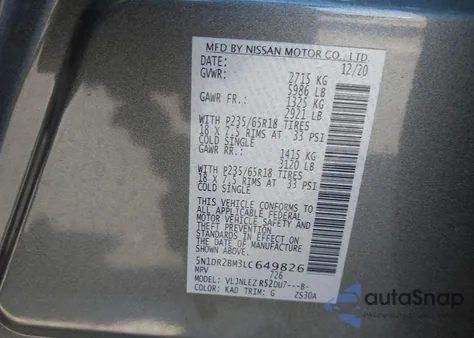 MFD BY NISSAN MOTOR CO., LTD
DATE: 12/20
GVWR: 2715 KG
5986 LB
GAWR FR.: 1325 KG
2921 LB
WITH P235/65R18 TIRES
18 X 7.5 RIMS AT 33 PSI
COLD SINGLE
GAWR RR.: 1415 KG
3120 LB
WITH P235/65R18 TIRES
18 X 7.5 RIMS AT 33 PSI
COLD SINGLE
THIS VEHICLE CONFORMS TO
ALL APPLICABLE FEDERAL
MOTOR VEHICLE SAFETY AND
THEFT PREVENTION
STANDARDS IN EFFECT ON
THE DATE OF MANUFACTURE
SHOWN ABOVE.
5N1DR2BM3LC649826
MPV 726
MODEL: VLJNLEZ R52DU7---B-
COLOR: KAD TRIM: G ZS30A
autoSnap